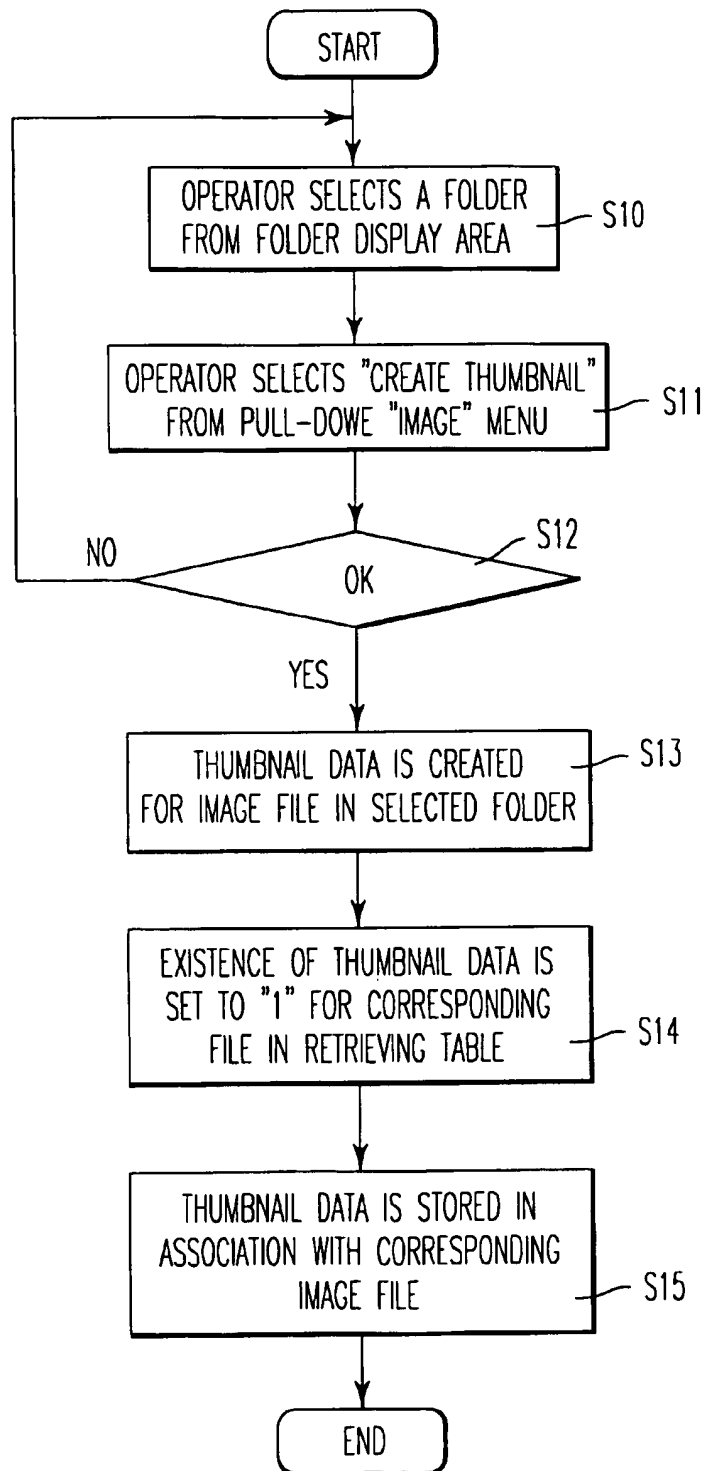 START
OPERATOR SELECTS A FOLDER
FROM FOLDER DISPLAY AREA
S10
OPERATOR SELECTS "CREATE THUMBNAIL"
FROM PULL-DOWE "IMAGE" MENU
S11
S12
NO
OK
YES
THUMBNAIL DATA IS CREATED
FOR IMAGE FILE IN SELECTED FOLDER
S13
EXISTENCE OF THUMBNAIL DATA IS
SET TO "1" FOR CORRESPONDING
FILE IN RETRIEVING TABLE
S14
THUMBNAIL DATA IS STORED IN
ASSOCIATION WITH CORRESPONDING
IMAGE FILE
S15
END